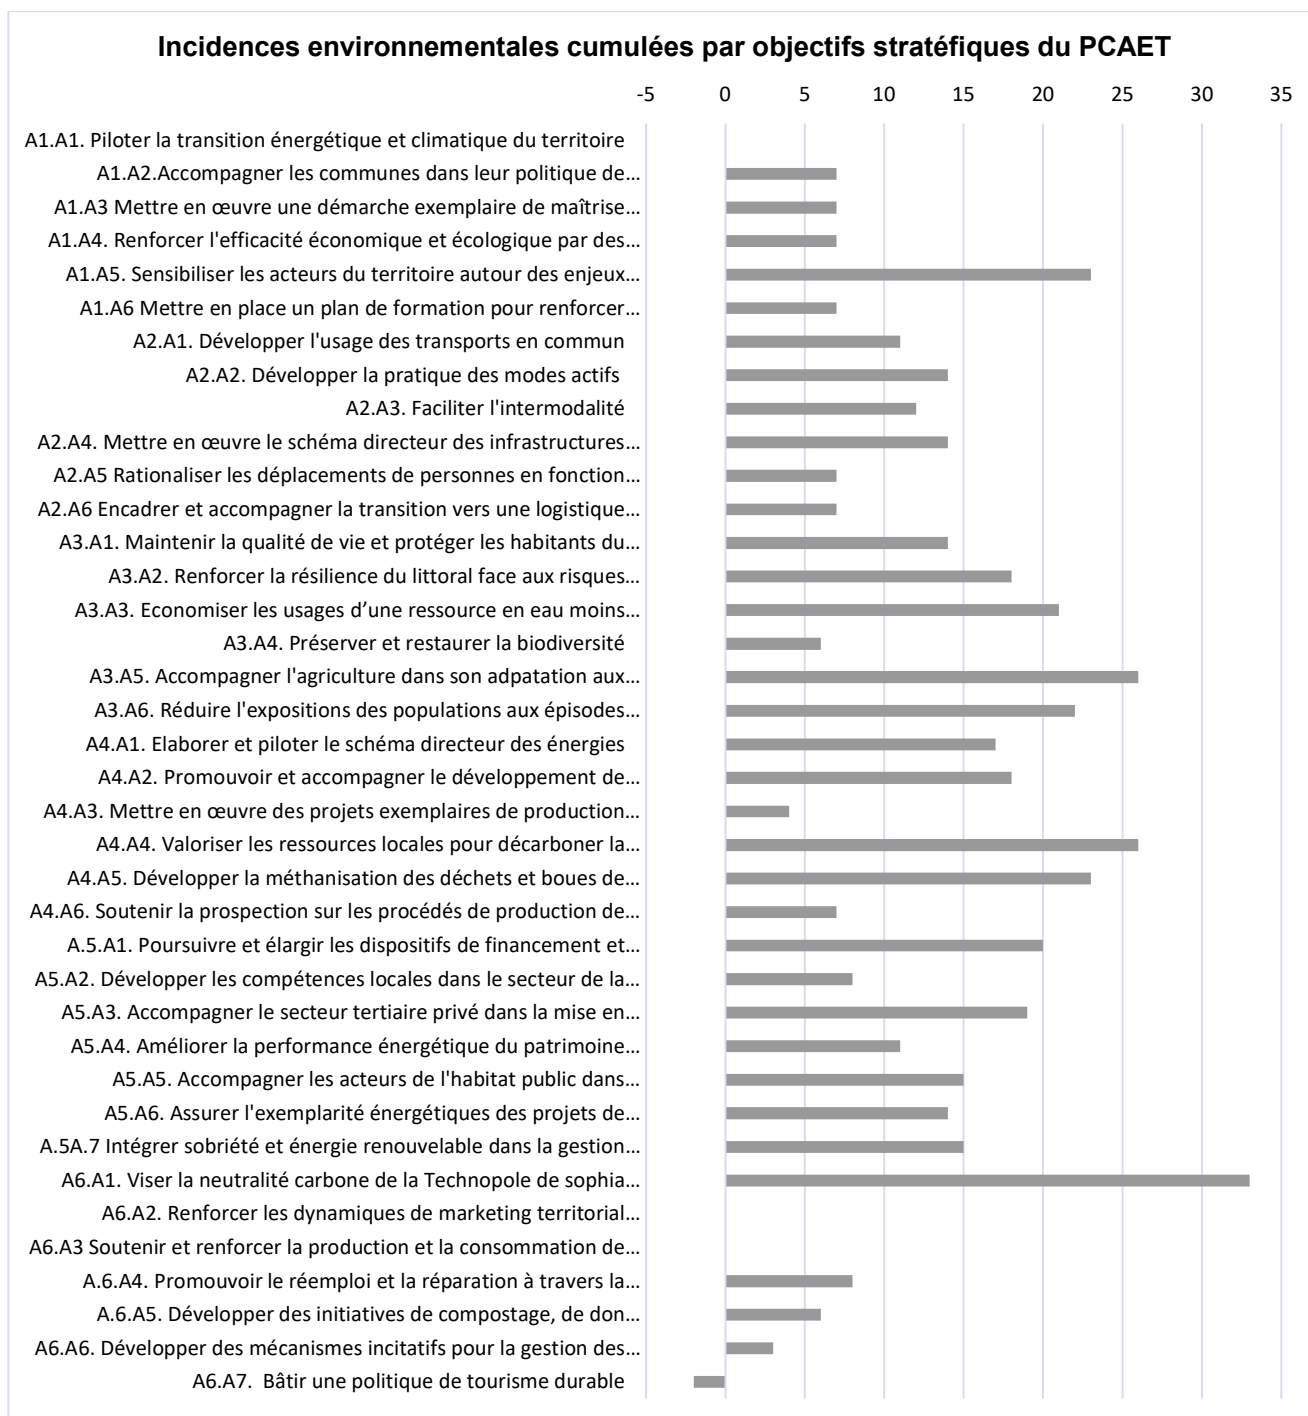 Incidences environnementales cumulées par objectifs stratéfiques du PCAET
-5 0 5 10 15 20 25 30 35
A1.A1. Piloter la transition énergétique et climatique du territoire
A1.A2.Accompagner les communes dans leur politique de...
A1.A3 Mettre en œuvre une démarche exemplaire de maîtrise...
A1.A4. Renforcer l'efficacité économique et écologique par des...
A1.A5. Sensibiliser les acteurs du territoire autour des enjeux...
A1.A6 Mettre en place un plan de formation pour renforcer...
A2.A1. Développer l'usage des transports en commun
A2.A2. Développer la pratique des modes actifs
A2.A3. Faciliter l'intermodalité
A2.A4. Mettre en œuvre le schéma directeur des infrastructures...
A2.A5 Rationaliser les déplacements de personnes en fonction...
A2.A6 Encadrer et accompagner la transition vers une logistique...
A3.A1. Maintenir la qualité de vie et protéger les habitants du...
A3.A2. Renforcer la résilience du littoral face aux risques...
A3.A3. Economiser les usages d’une ressource en eau moins...
A3.A4. Préserver et restaurer la biodiversité
A3.A5. Accompagner l'agriculture dans son adpatation aux...
A3.A6. Réduire l'expositions des populations aux épisodes...
A4.A1. Elaborer et piloter le schéma directeur des énergies
A4.A2. Promouvoir et accompagner le développement de...
A4.A3. Mettre en œuvre des projets exemplaires de production...
A4.A4. Valoriser les ressources locales pour décarboner la...
A4.A5. Développer la méthanisation des déchets et boues de...
A4.A6. Soutenir la prospection sur les procédés de production de...
A.5.A1. Poursuivre et élargir les dispositifs de financement et...
A5.A2. Développer les compétences locales dans le secteur de la...
A5.A3. Accompagner le secteur tertiaire privé dans la mise en...
A5.A4. Améliorer la performance énergétique du patrimoine...
A5.A5. Accompagner les acteurs de l'habitat public dans...
A5.A6. Assurer l'exemplarité énergétiques des projets de...
A.5A.7 Intégrer sobriété et énergie renouvelable dans la gestion...
A6.A1. Viser la neutralité carbone de la Technopole de sophia...
A6.A2. Renforcer les dynamiques de marketing territorial...
A6.A3 Soutenir et renforcer la production et la consommation de...
A.6.A4. Promouvoir le réemploi et la réparation à travers la...
A.6.A5. Développer des initiatives de compostage, de don...
A6.A6. Développer des mécanismes incitatifs pour la gestion des...
A6.A7. Bâtir une politique de tourisme durable